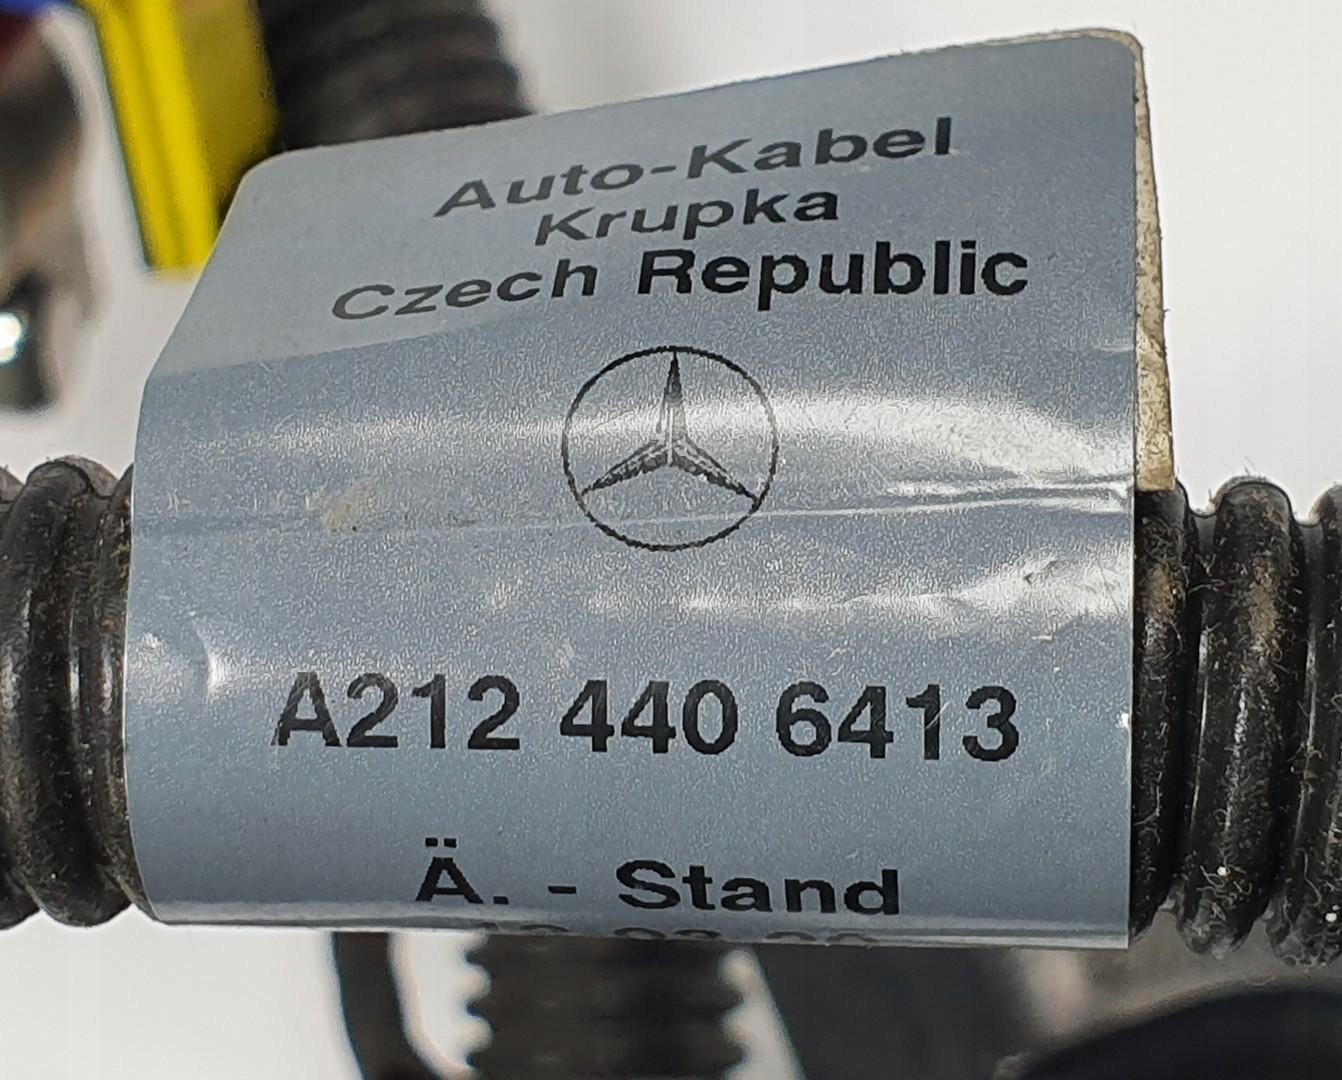 Auto-Kabel
Krupka
Czech Republic
A212 440 6413
Ä. - Stand